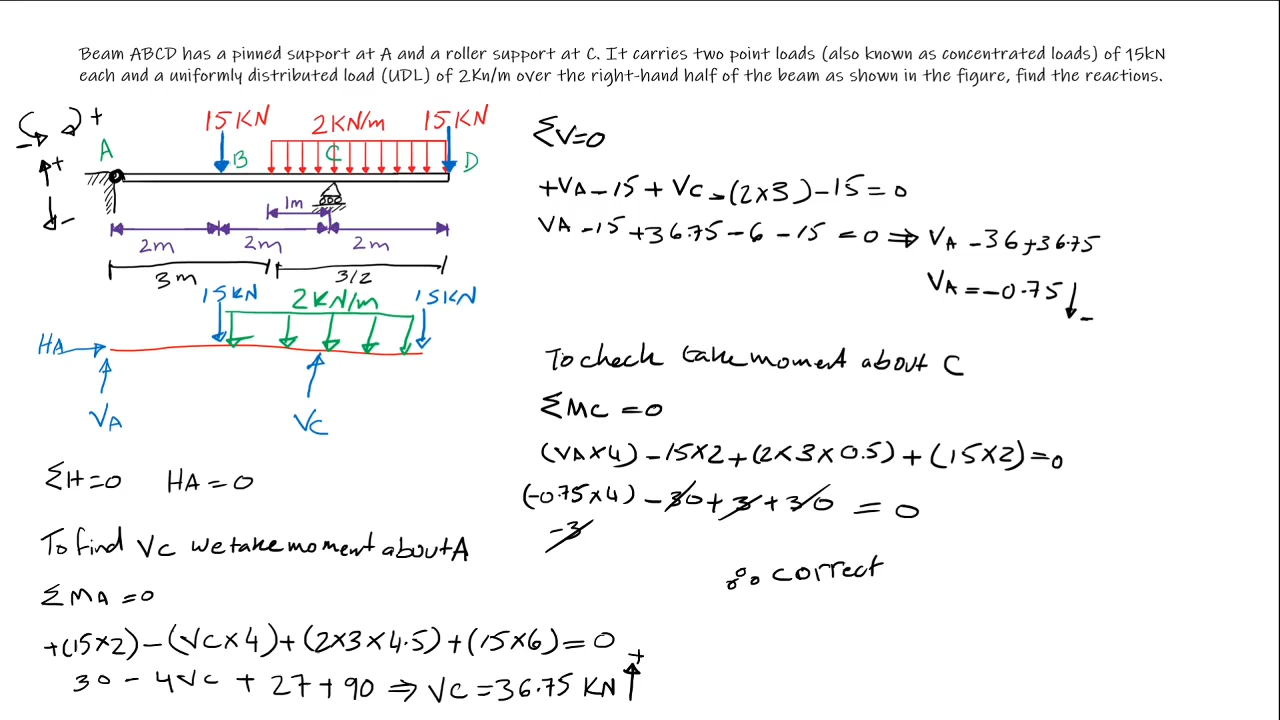 Beam ABCD has a pinned support at A and a roller support at C. It carries two point loads (also known as concentrated loads) of 15kN
each and a uniformly distributed load (UDL) of 2Kn/m over the right-hand half of the beam as shown in the figure, find the reactions.
+
-
+
-
15KN 2KN/m 15KN
A B C D
1m
2m 2m 2m
3m 3/2
15KN 2KN/m 15KN
HA
VA VC
ΣH=0 HA=0
To find VC we take moment about A
ΣMA=0
+(15×2)-(VC×4)+(2×3×4.5)+(15×6)=0
30-4VC+27+90 ⇒ VC=36.75 KN ↑ +
ΣV=0
+VA-15+VC-(2×3)-15=0
VA-15+36.75-6-15=0 ⇒ VA-36+36.75
VA=-0.75 ↓ -
To check take moment about C
ΣMC=0
(VA×4)-15×2+(2×3×0.5)+(15×2)=0
(-0.75×4)-30+3+30=0
-3
∴ correct